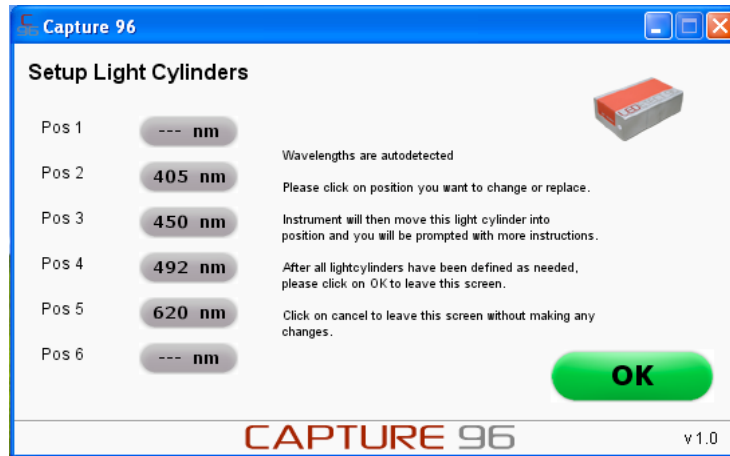 Capture 96
Setup Light Cylinders
Pos 1 --- nm
Pos 2 405 nm
Pos 3 450 nm
Pos 4 492 nm
Pos 5 620 nm
Pos 6 --- nm
Wavelengths are autodetected
Please click on position you want to change or replace.
Instrument will then move this light cylinder into
position and you will be prompted with more instructions.
After all lightcylinders have been defined as needed,
please click on OK to leave this screen.
Click on cancel to leave this screen without making any
changes.
OK
CAPTURE 96
v 1.0